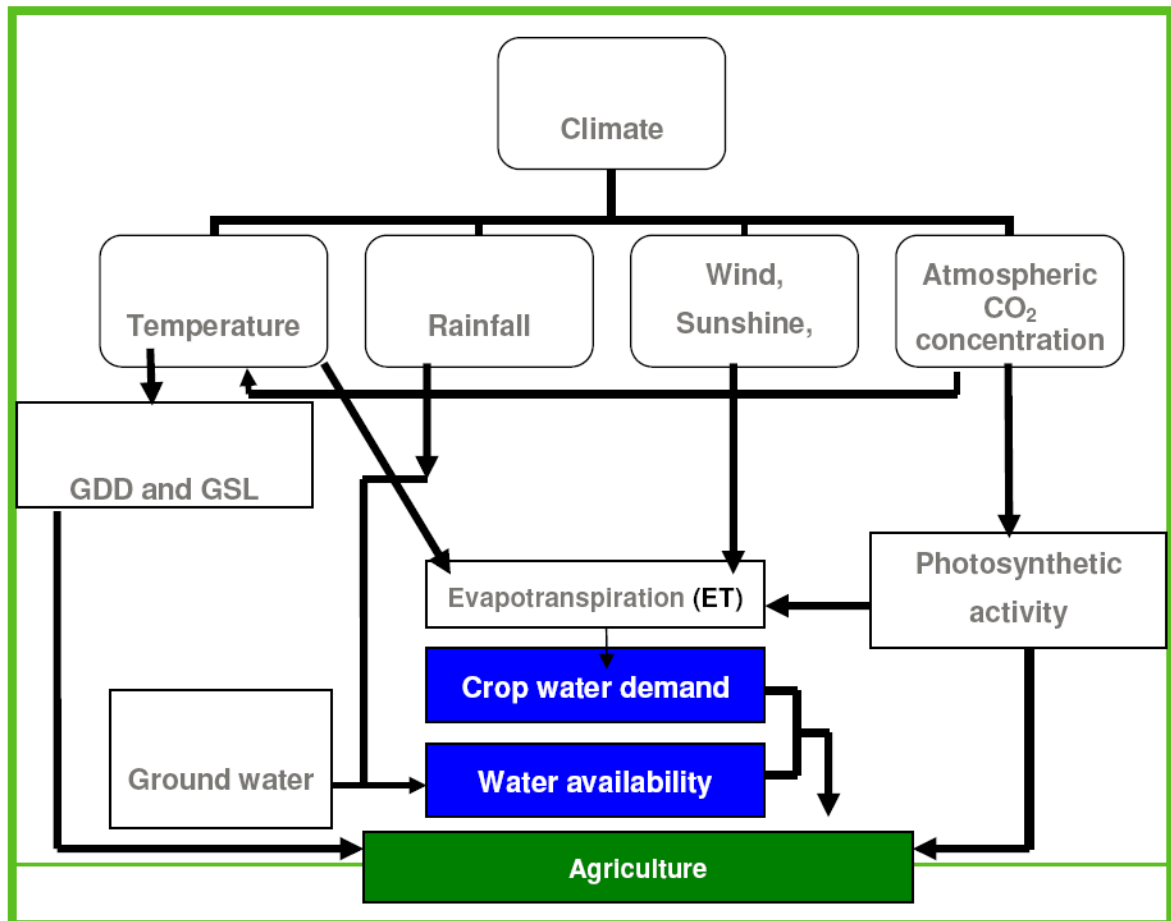 Climate
Temperature
Rainfall
Wind,
Sunshine,
Atmospheric
CO₂
concentration
GDD and GSL
Evapotranspiration (ET)
Photosynthetic
activity
Crop water demand
Ground water
Water availability
Agriculture